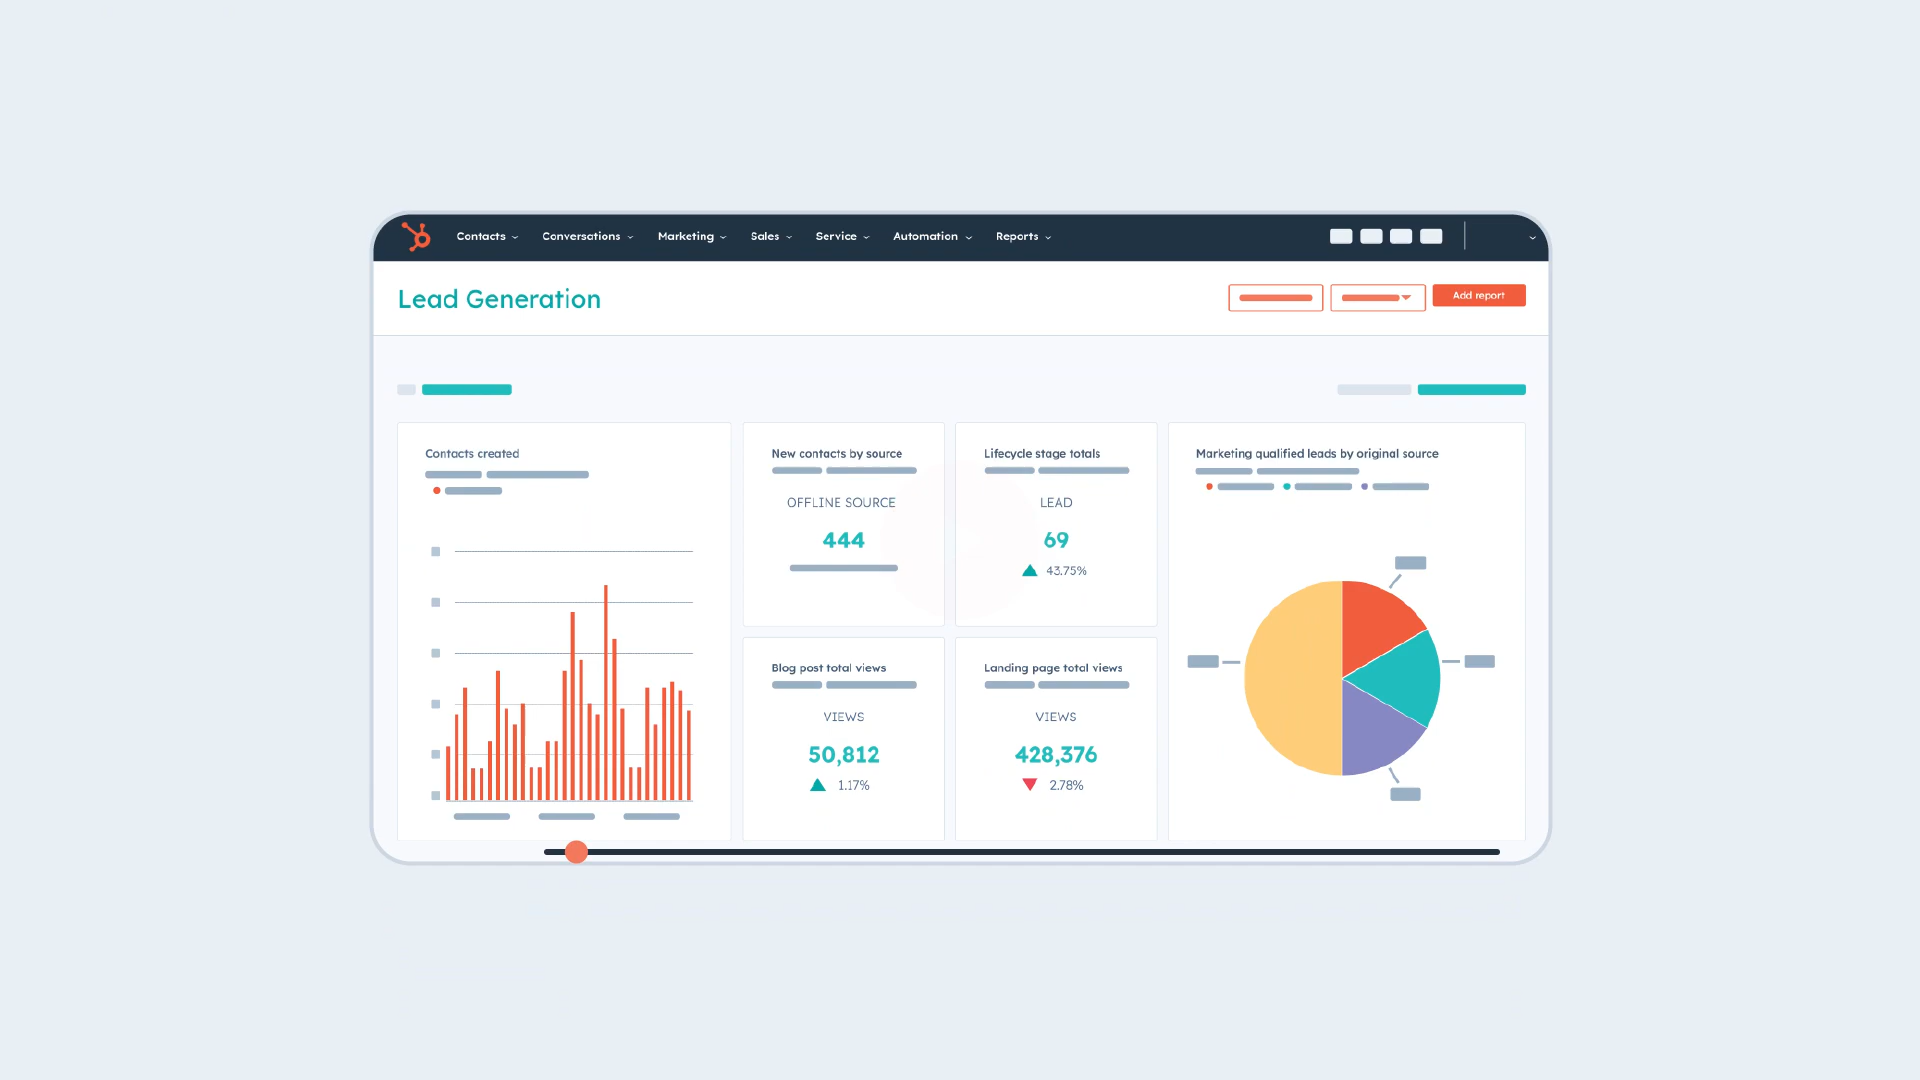 Contacts
Conversations
Marketing
Sales
Service
Automation
Reports
Lead Generation
Add report
Contacts created
New contacts by source
OFFLINE SOURCE
444
Lifecycle stage totals
LEAD
69
43.75%
Blog post total views
VIEWS
50,812
1.17%
Landing page total views
VIEWS
428,376
2.78%
Marketing qualified leads by original source